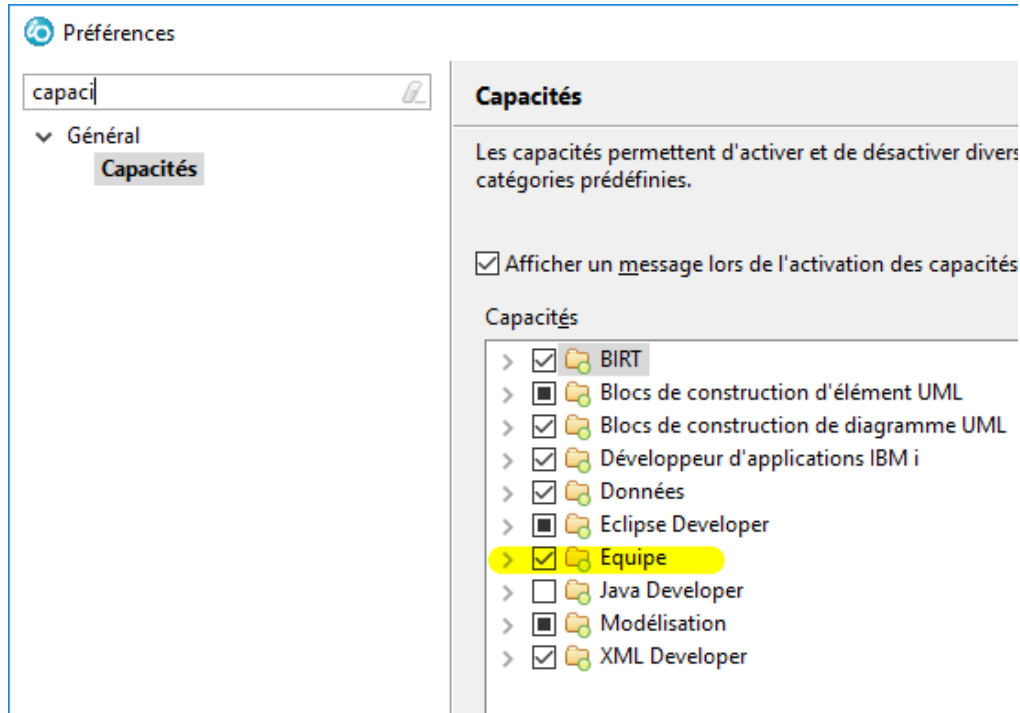 Préférences
capaci
Général
Capacités
Capacités
Les capacités permettent d'activer et de désactiver divers
catégories prédéfinies.
Afficher un message lors de l'activation des capacités
Capacités
BIRT
Blocs de construction d'élément UML
Blocs de construction de diagramme UML
Développeur d'applications IBM i
Données
Eclipse Developer
Equipe
Java Developer
Modélisation
XML Developer